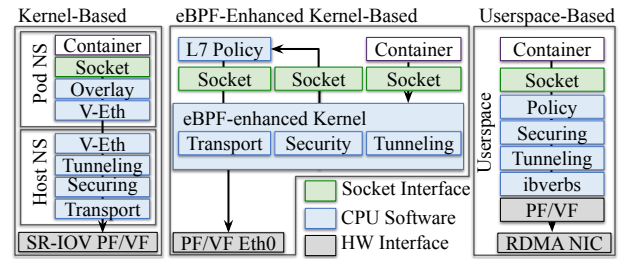 Kernel-Based
Pod NS
Container
Socket
Overlay
V-Eth
Host NS
V-Eth
Tunneling
Securing
Transport
SR-IOV PF/VF
eBPF-Enhanced Kernel-Based
L7 Policy
Container
Socket
Socket
Socket
eBPF-enhanced Kernel
Transport
Security
Tunneling
PF/VF Eth0
Socket Interface
CPU Software
HW Interface
Userspace-Based
Container
Userspace
Socket
Policy
Securing
Tunneling
ibverbs
PF/VF
RDMA NIC